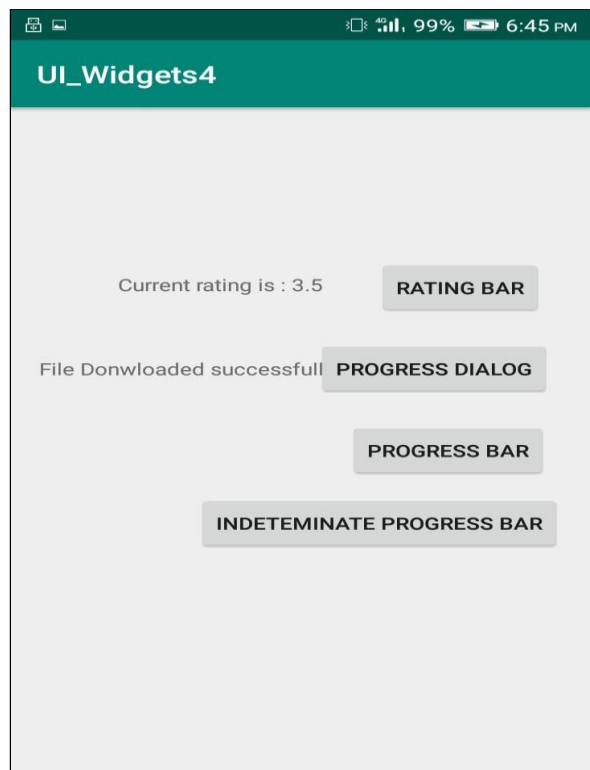 4G 99% 6:45 PM
UI_Widgets4
Current rating is : 3.5 RATING BAR
File Donwloaded successfull PROGRESS DIALOG
PROGRESS BAR
INDETEMINATE PROGRESS BAR